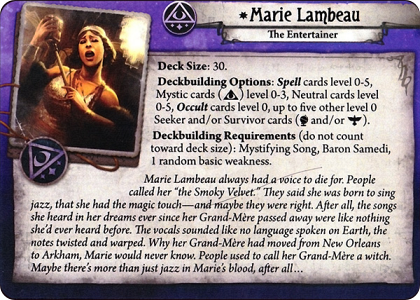 *Marie Lambeau
The Entertainer
Deck Size: 30.
Deckbuilding Options: Spell cards level 0-5,
Mystic cards () level 0-3, Neutral cards level
0-5, Occult cards level 0, up to five other level 0
Seeker and/or Survivor cards ( and/or ).
Deckbuilding Requirements (do not count
toward deck size): Mystifying Song, Baron Samedi,
1 random basic weakness.
Marie Lambeau always had a voice to die for. People
called her “the Smoky Velvet.” They said she was born to sing
jazz, that she had the magic touch—and maybe they were right. After all, the songs
she heard in her dreams ever since her Grand-Mère passed away were like nothing
she’d ever heard before. The vocals sounded like no language spoken on Earth, the
notes twisted and warped. Why her Grand-Mère had moved from New Orleans
to Arkham, Marie would never know. People used to call her Grand-Mère a witch.
Maybe there’s more than just jazz in Marie’s blood, after all…